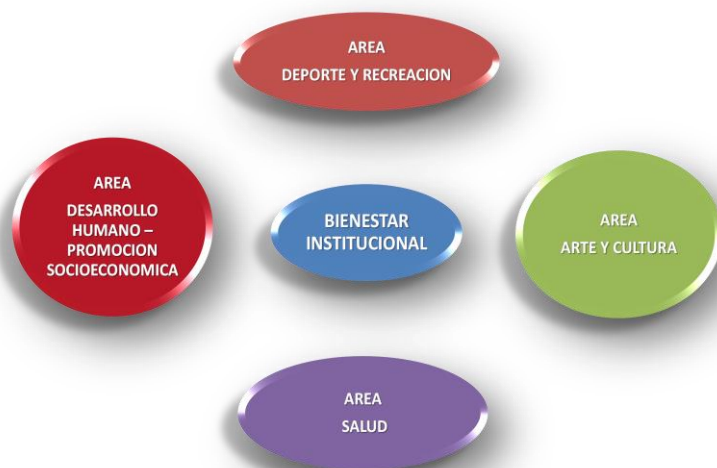 AREA
DEPORTE Y RECREACION
AREA
DESARROLLO
HUMANO –
PROMOCION
SOCIOECONOMICA
BIENESTAR
INSTITUCIONAL
AREA
ARTE Y CULTURA
AREA
SALUD